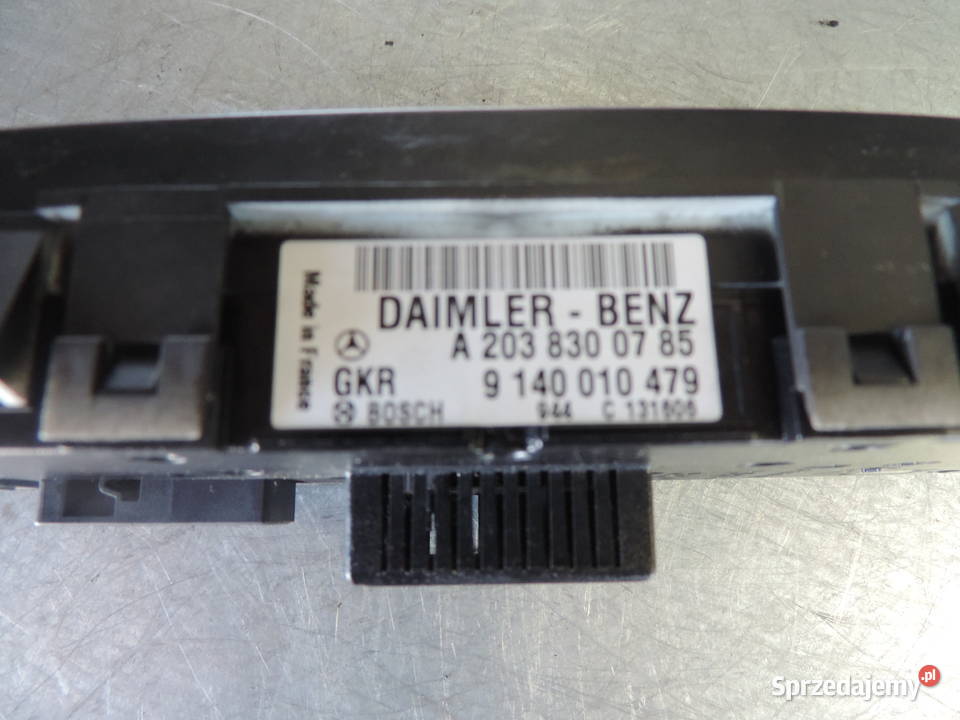 Made in France
DAIMLER - BENZ
A 203 830 07 85
GKR 9 140 010 479
BOSCH 944 C 131606
Sprzedajemy.pl